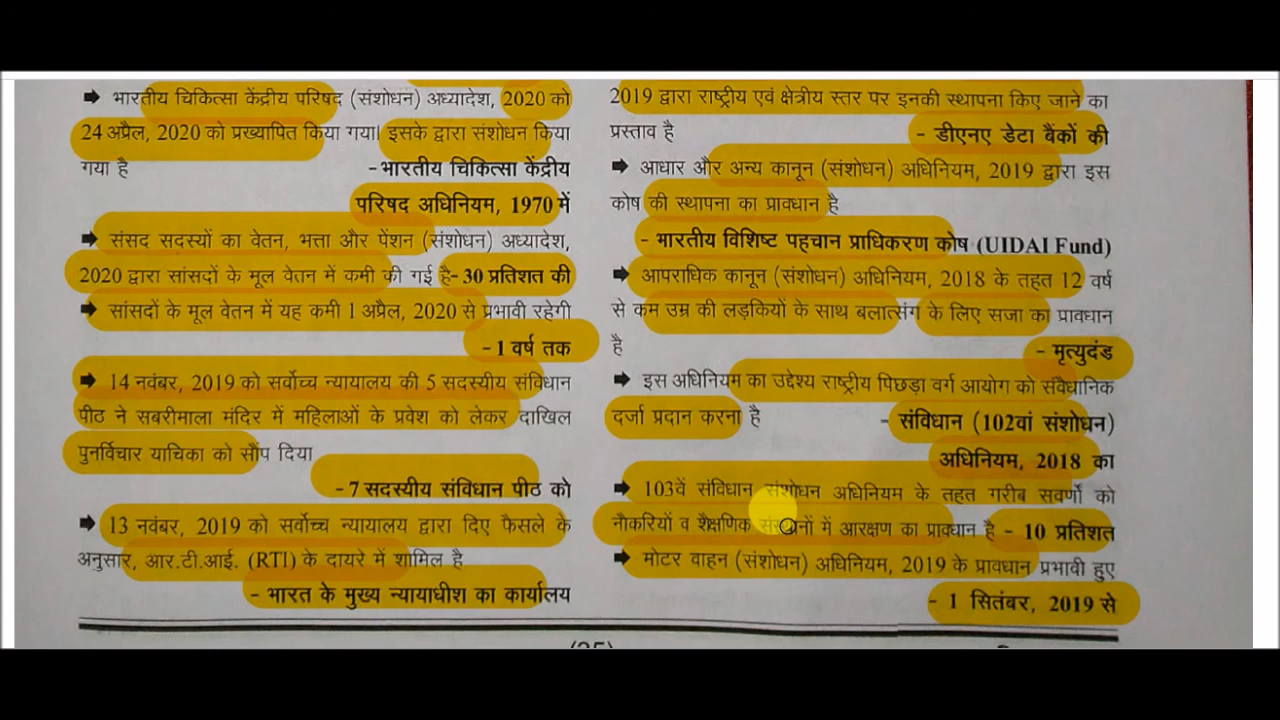 ➡ भारतीय चिकित्सा केंद्रीय परिषद (संशोधन) अध्यादेश, 2020 को
24 अप्रैल, 2020 को प्रख्यापित किया गया। इसके द्वारा संशोधन किया
गया है -भारतीय चिकित्सा केंद्रीय
परिषद अधिनियम, 1970 में
➡ संसद सदस्यों का वेतन, भत्ता और पेंशन (संशोधन) अध्यादेश,
2020 द्वारा सांसदों के मूल वेतन में कमी की गई है- 30 प्रतिशत की
➡ सांसदों के मूल वेतन में यह कमी 1 अप्रैल, 2020 से प्रभावी रहेगी
- 1 वर्ष तक
➡ 14 नवंबर, 2019 को सर्वोच्च न्यायालय की 5 सदस्यीय संविधान
पीठ ने सबरीमाला मंदिर में महिलाओं के प्रवेश को लेकर दाखिल
पुनर्विचार याचिका को सौंप दिया
- 7 सदस्यीय संविधान पीठ को
➡ 13 नवंबर, 2019 को सर्वोच्च न्यायालय द्वारा दिए फैसले के
अनुसार, आर.टी.आई. (RTI) के दायरे में शामिल है
- भारत के मुख्य न्यायाधीश का कार्यालय
2019 द्वारा राष्ट्रीय एवं क्षेत्रीय स्तर पर इनकी स्थापना किए जाने का
प्रस्ताव है - डीएनए डेटा बैंकों की
➡ आधार और अन्य कानून (संशोधन) अधिनियम, 2019 द्वारा इस
कोष की स्थापना का प्रावधान है
- भारतीय विशिष्ट पहचान प्राधिकरण कोष (UIDAI Fund)
➡ आपराधिक कानून (संशोधन) अधिनियम, 2018 के तहत 12 वर्ष
से कम उम्र की लड़कियों के साथ बलात्संग के लिए सजा का प्रावधान
है - मृत्युदंड
➡ इस अधिनियम का उद्देश्य राष्ट्रीय पिछड़ा वर्ग आयोग को संवैधानिक
दर्जा प्रदान करना है - संविधान (102वां संशोधन)
अधिनियम, 2018 का
➡ 103वें संविधान संशोधन अधिनियम के तहत गरीब सवर्णों को
नौकरियों व शैक्षणिक में आरक्षण का प्रावधान है - 10 प्रतिशत
➡ मोटर वाहन (संशोधन) अधिनियम, 2019 के प्रावधान प्रभावी हुए
- 1 सितंबर, 2019 से